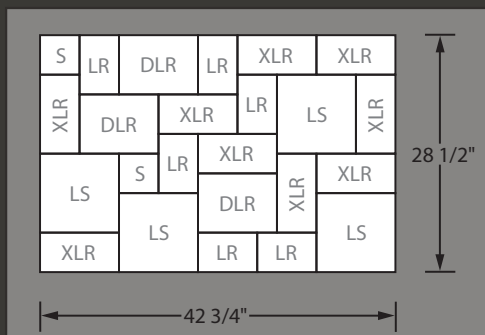 S LR DLR LR XLR XLR
XLR DLR XLR LR LS XLR
28 1/2"
LS S LR XLR XLR XLR
DLR
XLR LS LR LR LS
42 3/4"